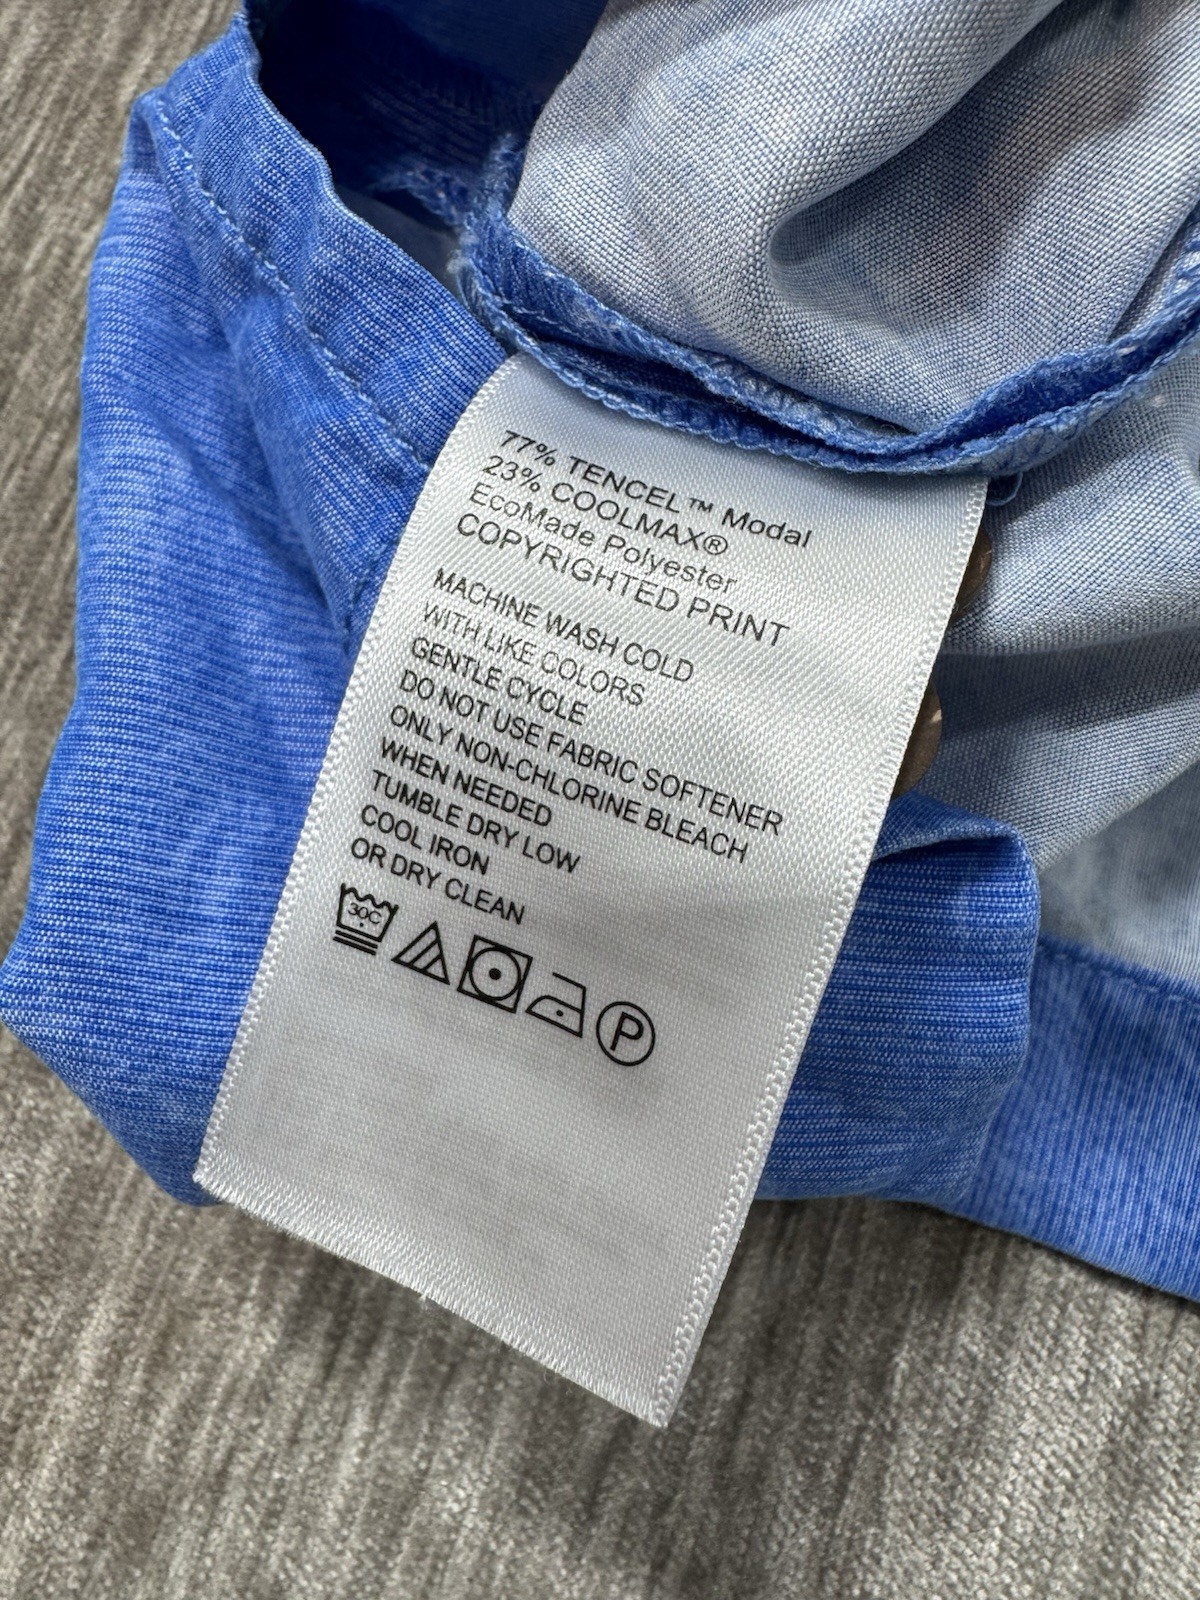 77% TENCEL™ Modal
23% COOLMAX®
EcoMade Polyester
COPYRIGHTED PRINT
MACHINE WASH COLD
WITH LIKE COLORS
GENTLE CYCLE
DO NOT USE FABRIC SOFTENER
ONLY NON-CHLORINE BLEACH
WHEN NEEDED
TUMBLE DRY LOW
COOL IRON
OR DRY CLEAN
30C P